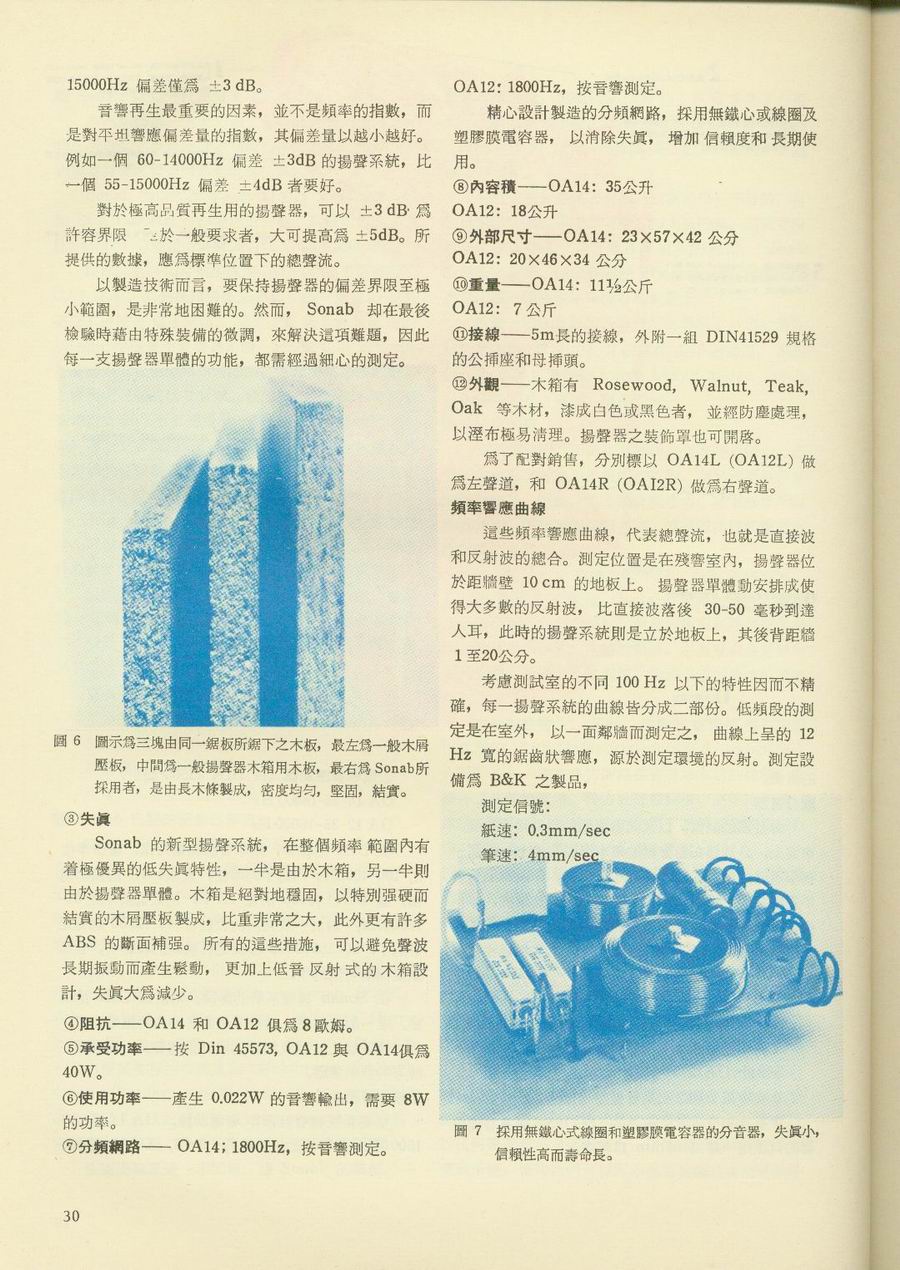 15000Hz 偏差僅爲 ±3 dB。
音響再生最重要的因素，並不是頻率的指數，而
是對平坦響應偏差量的指數，其偏差量以越小越好。
例如一個 60-14000Hz 偏差 ±3dB 的揚聲系統，比
一個 55-15000Hz 偏差 ±4dB 者要好。
對於極高品質再生用的揚聲器，可以 ±3 dB 爲
許容界限 於一般要求者，大可提高爲 ±5dB。所
提供的數據，應爲標準位置下的總聲流。
以製造技術而言，要保持揚聲器的偏差界限至極
小範圍，是非常地困難的。然而， Sonab 却在最後
檢驗時藉由特殊裝備的微調，來解決這項難題，因此
每一支揚聲器單體的功能，都需經過細心的測定。
圖 6 圖示爲三塊由同一鋸板所鋸下之木板，最左爲一般木屑
壓板，中間爲一般揚聲器木箱用木板，最右爲 Sonab所
採用者，是由長木條製成，密度均勻，堅固，結實。
③失眞
Sonab 的新型揚聲系統， 在整個頻率 範圍內有
着極優異的低失眞特性，一半是由於木箱，另一半則
由於揚聲器單體。木箱是絕對地穩固，以特別强硬而
結實的木屑壓板製成，比重非常之大，此外更有許多
ABS 的斷面補强。 所有的這些措施， 可以避免聲波
長期振動而產生鬆動， 更加上低音 反射 式的 木箱設
計，失眞大爲減少。
④阻抗——OA14 和 OA12 俱爲 8 歐姆。
⑤承受功率——按 Din 45573, OA12 與 OA14俱爲
40W。
⑥使用功率——產生 0.022W 的音響輸出，需要 8W
的功率。
⑦分頻網路—— OA14; 1800Hz，按音響測定。
OA12: 1800Hz，按音響測定。
精心設計製造的分頻網路，採用無鐵心或線圈及
塑膠膜電容器， 以消除失眞， 增加 信賴度和 長期使
用。
⑧內容積——OA14: 35公升
OA12: 18公升
⑨外部尺寸——OA14: 23×57×42 公分
OA12: 20×46×34 公分
⑩重量——OA14: 11½公斤
OA12: 7 公斤
⑪接線——5m長的接線，外附一組 DIN41529 規格
的公挿座和母挿頭。
⑫外觀——木箱有 Rosewood, Walnut, Teak,
Oak 等木材，漆成白色或黑色者， 並經防塵處理，
以溼布極易清理。揚聲器之裝飾罩也可開啓。
爲了配對銷售，分別標以 OA14L (OA12L) 做
爲左聲道，和 OA14R (OAI2R) 做爲右聲道。
頻率響應曲線
這些頻率響應曲線，代表總聲流，也就是直接波
和反射波的總合。測定位置是在殘響室內，揚聲器位
於距牆壁 10 cm 的地板上。 揚聲器單體動安排成使
得大多數的反射波， 比直接波落後 30-50 毫秒到達
人耳，此時的揚聲系統則是立於地板上，其後背距牆
1 至20公分。
考慮測試室的不同 100 Hz 以下的特性因而不精
確，每一揚聲系統的曲線皆分成二部份。低頻段的測
定是在室外， 以一面鄰牆而測定之， 曲線上呈的 12
Hz 寬的鋸齒狀響應，源於測定環境的反射。測定設
備爲 B&K 之製品，
測定信號:
紙速: 0.3mm/sec
筆速: 4mm/sec
圖 7 採用無鐵心式線圈和塑膠膜電容器的分音器，失眞小，
信賴性高而壽命長。
30